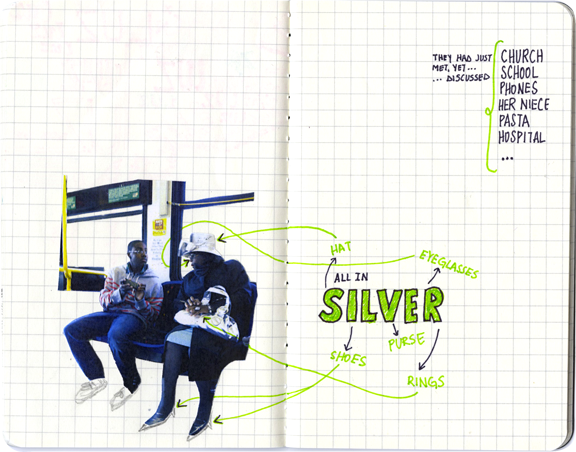 THEY HAD JUST
MET, YET...
... DISCUSSED
CHURCH
SCHOOL
PHONES
HER NIECE
PASTA
HOSPITAL
...
HAT
EYEGLASSES
ALL IN
SILVER
SHOES
PURSE
RINGS